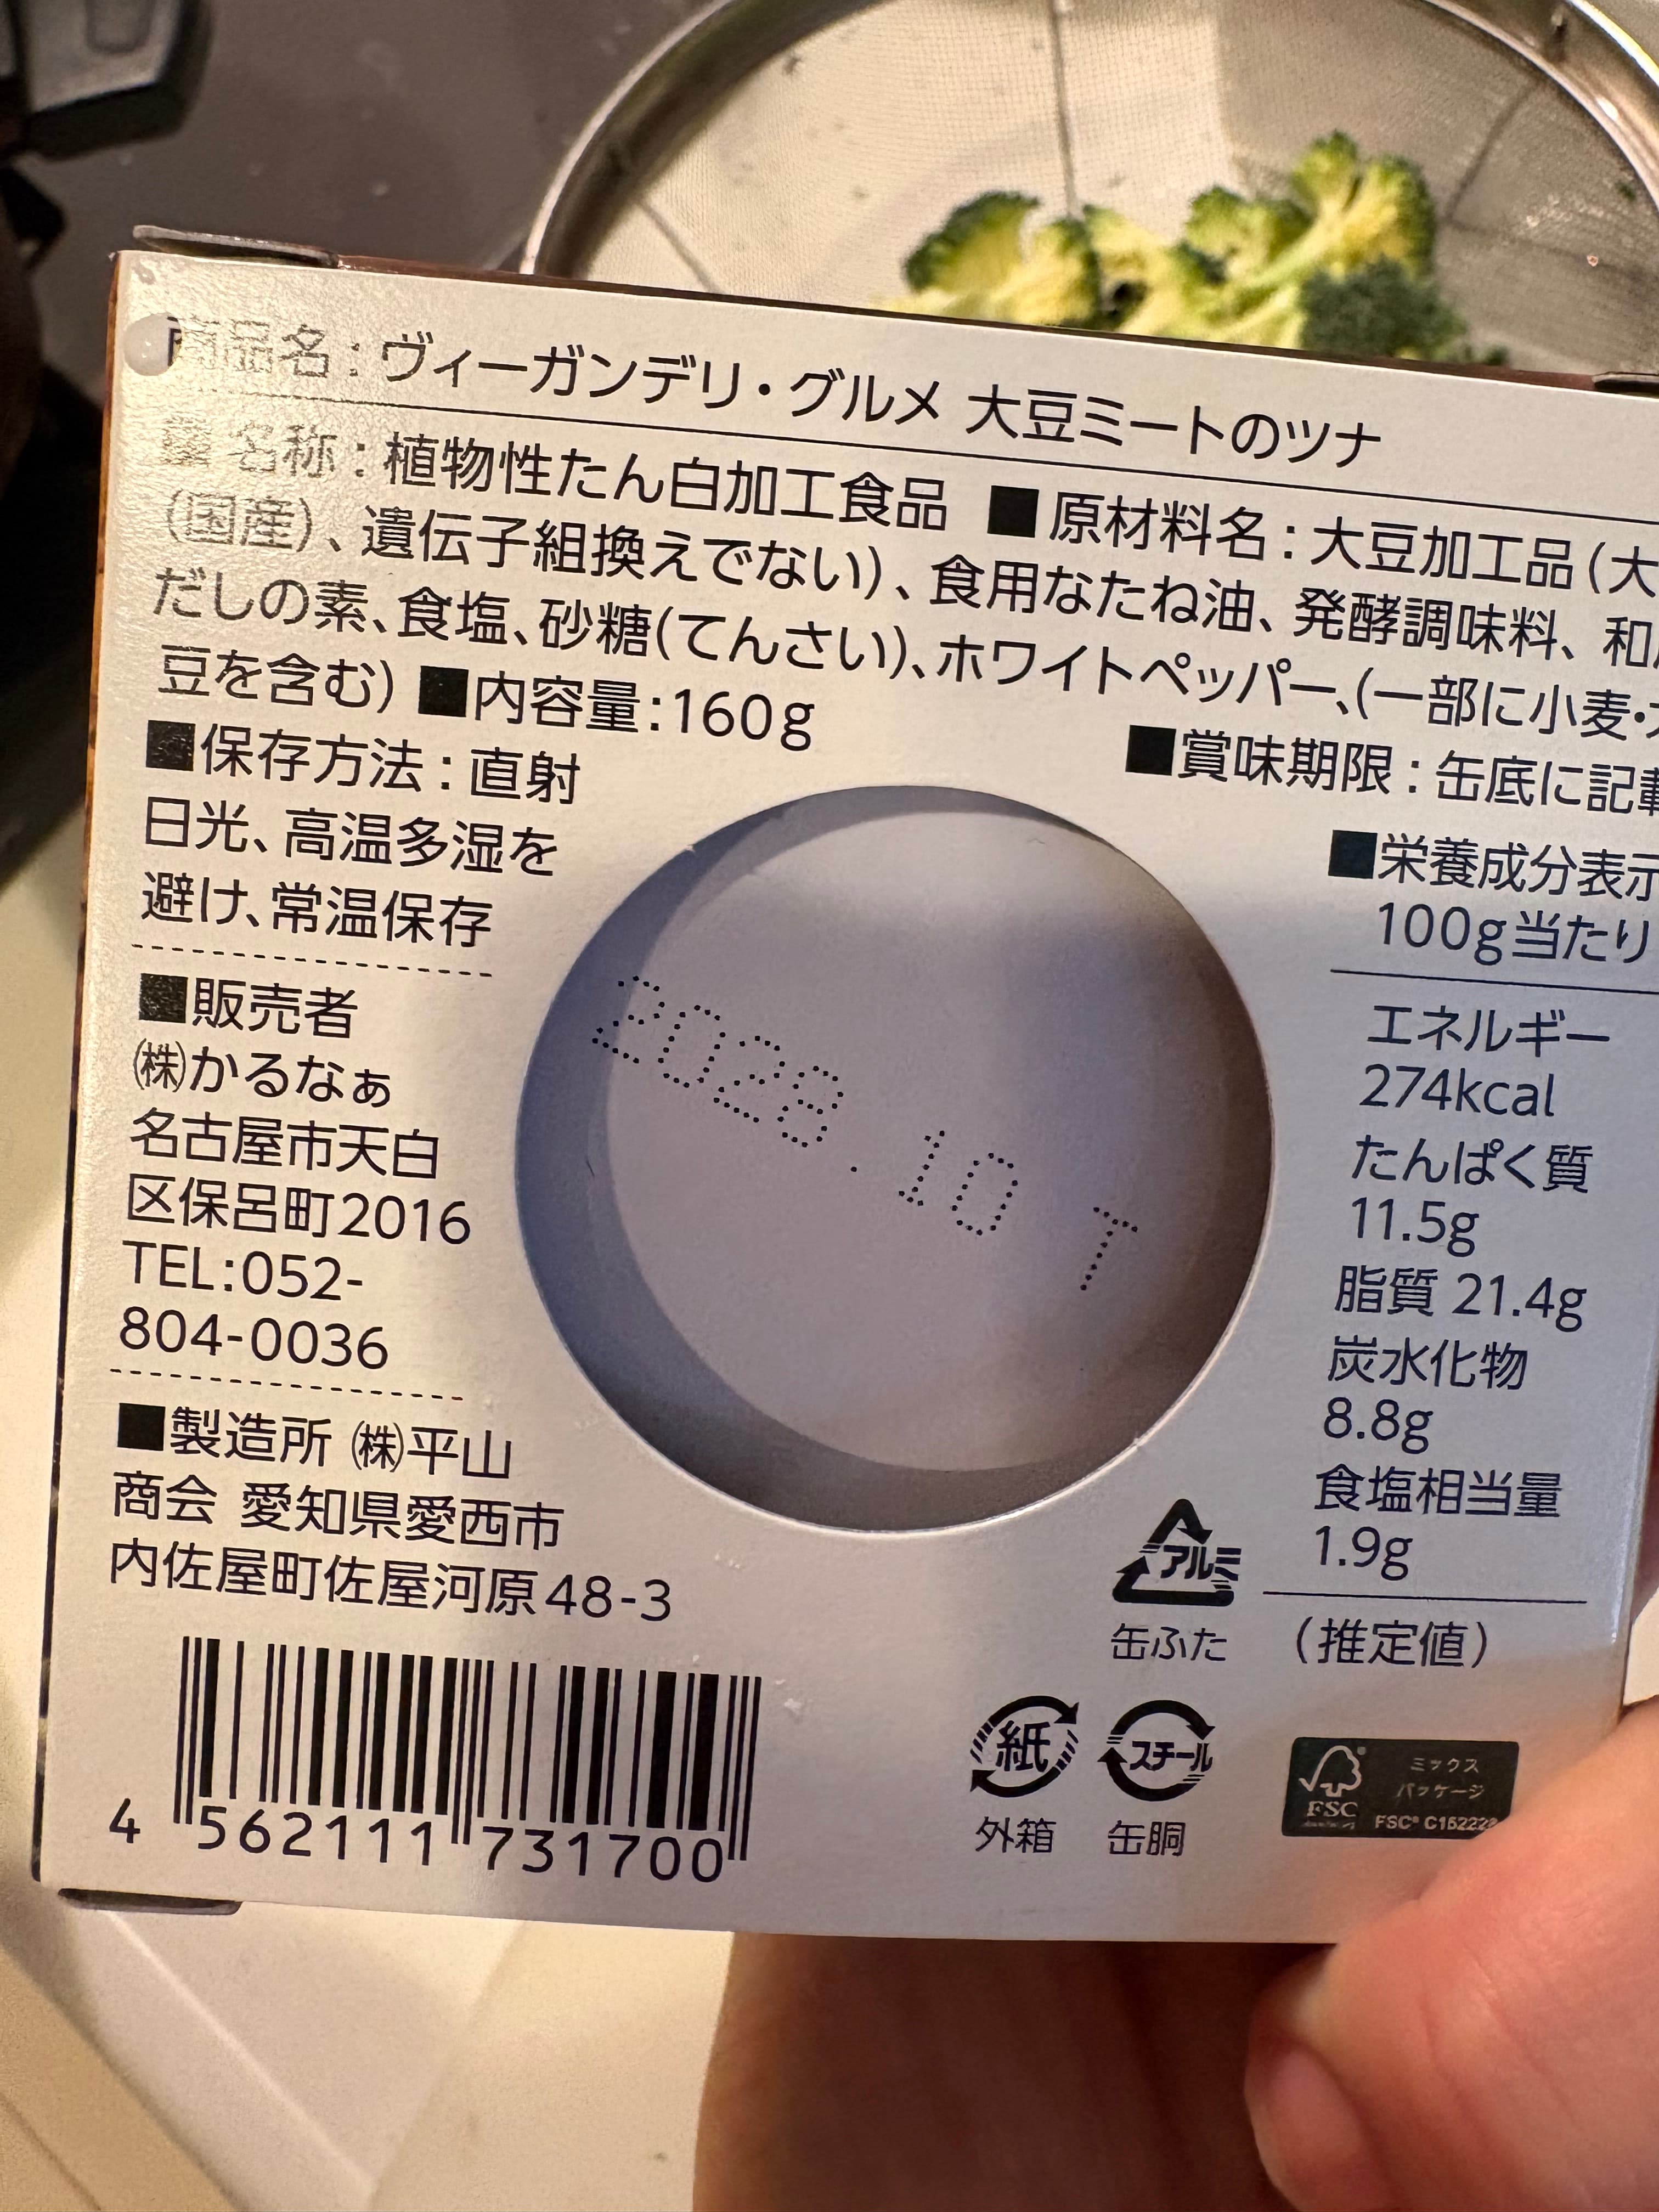 商品名：ヴィーガンデリ・グルメ 大豆ミートのツナ
■名称：植物性たん白加工食品 ■原材料名：大豆加工品（大
（国産）、遺伝子組換えでない）、食用なたね油、発酵調味料、和
だしの素、食塩、砂糖(てんさい)、ホワイトペッパー、(一部に小麦・
豆を含む) ■内容量：160g
■賞味期限：缶底に記載
■保存方法：直射
日光、高温多湿を
避け、常温保存
■販売者
㈱かるなぁ
名古屋市天白
区保呂町2016
TEL:052-
804-0036
■製造所 ㈱平山
商会 愛知県愛西市
内佐屋町佐屋河原48-3
2028.10 T
■栄養成分表示
100g当たり
エネルギー
274kcal
たんぱく質
11.5g
脂質 21.4g
炭水化物
8.8g
食塩相当量
1.9g
（推定値）
アルミ
缶ふた
紙
外箱
スチール
缶胴
FSC
ミックス
パッケージ
FSC® C152222
4 562111 731700